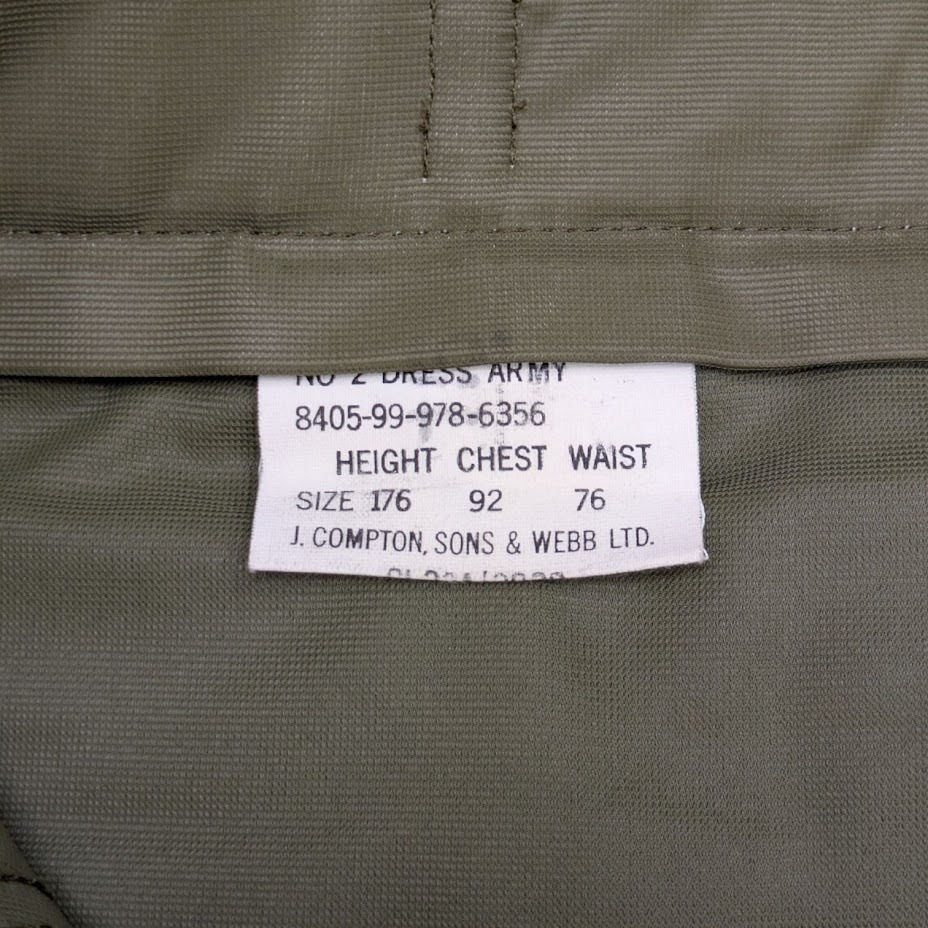 NO 2 DRESS ARMY
8405-99-978-6356
HEIGHT CHEST WAIST
SIZE 176 92 76
J. COMPTON, SONS & WEBB LTD.